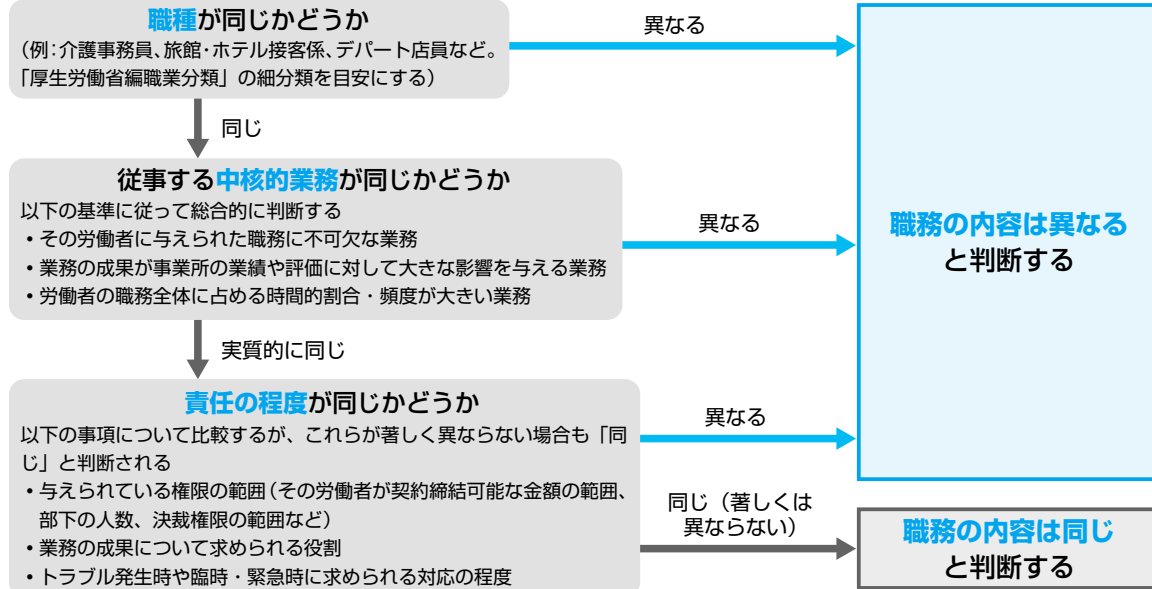 職種が同じかどうか
（例：介護事務員、旅館・ホテル接客係、デパート店員など。
「厚生労働省編職業分類」の細分類を目安にする）
異なる
同じ
従事する中核的業務が同じかどうか
以下の基準に従って総合的に判断する
・その労働者に与えられた職務に不可欠な業務
・業務の成果が事業所の業績や評価に対して大きな影響を与える業務
・労働者の職務全体に占める時間的割合・頻度が大きい業務
異なる
職務の内容は異なる
と判断する
実質的に同じ
責任の程度が同じかどうか
以下の事項について比較するが、これらが著しく異ならない場合も「同
じ」と判断される
・与えられている権限の範囲（その労働者が契約締結可能な金額の範囲、
部下の人数、決裁権限の範囲など）
・業務の成果について求められる役割
・トラブル発生時や臨時・緊急時に求められる対応の程度
異なる
同じ（著しくは
異ならない）
職務の内容は同じ
と判断する